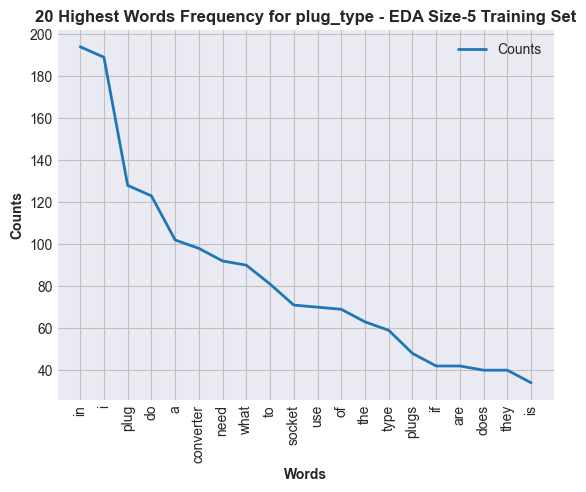 20 Highest Words Frequency for plug_type - EDA Size-5 Training Set
Counts
200
180
160
140
120
100
80
60
40
Counts
in
i
plug
do
a
converter
need
what
to
socket
use
of
the
type
plugs
if
are
does
they
is
Words